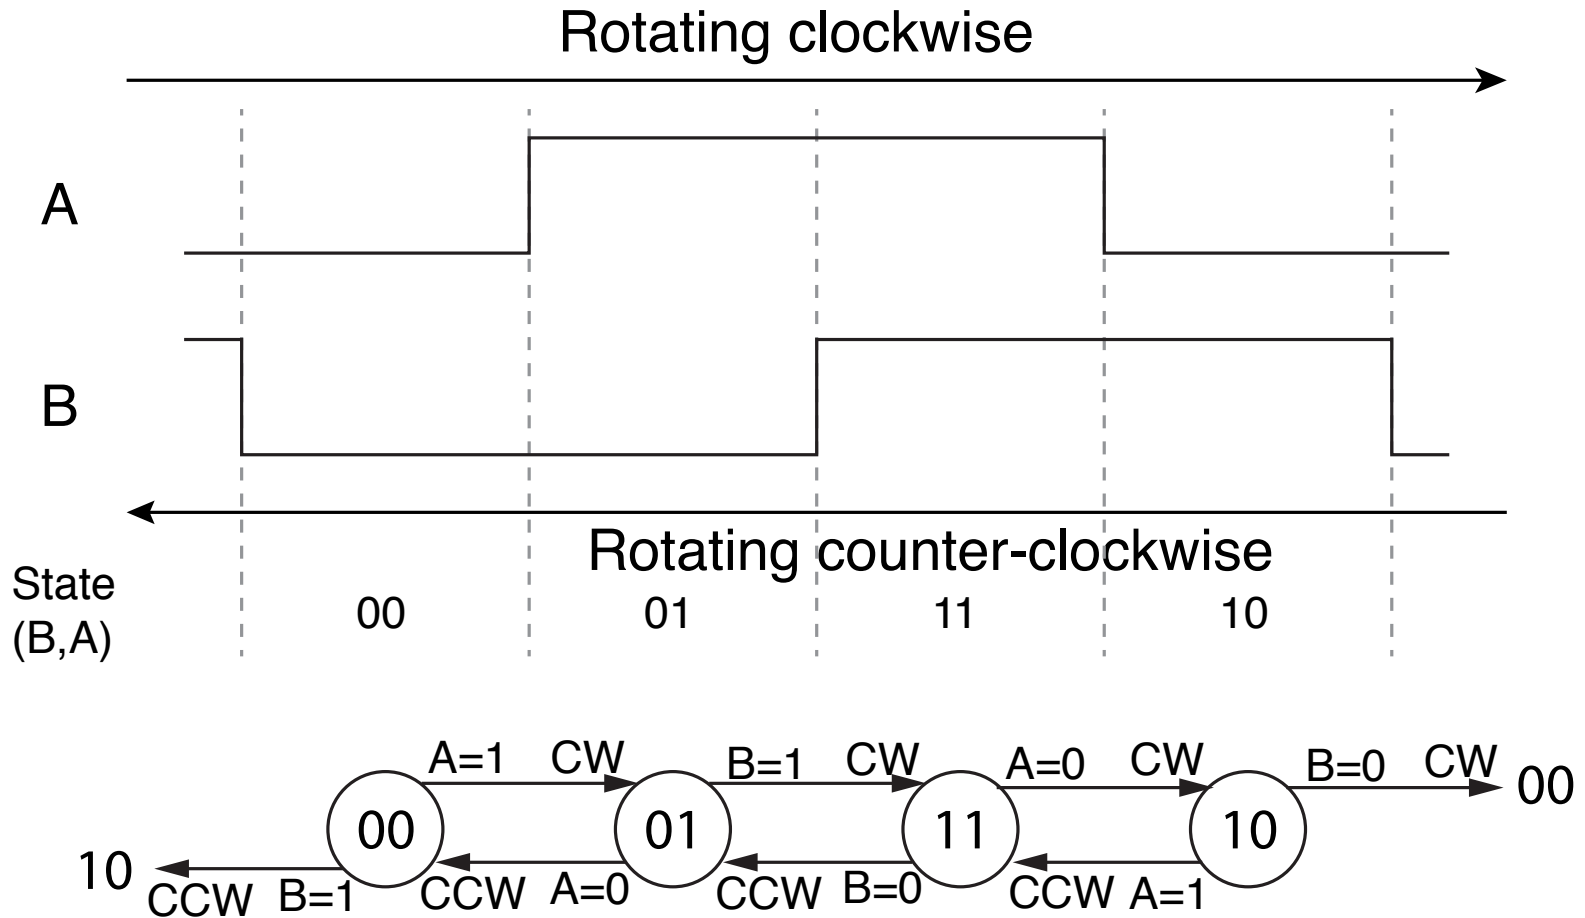 Rotating clockwise
A
B
Rotating counter-clockwise
State
(B,A)
00 01 11 10
A=1 CW B=1 CW A=0 CW B=0 CW
00 01 11 10 00
10
CCW B=1 CCW A=0 CCW B=0 CCW A=1